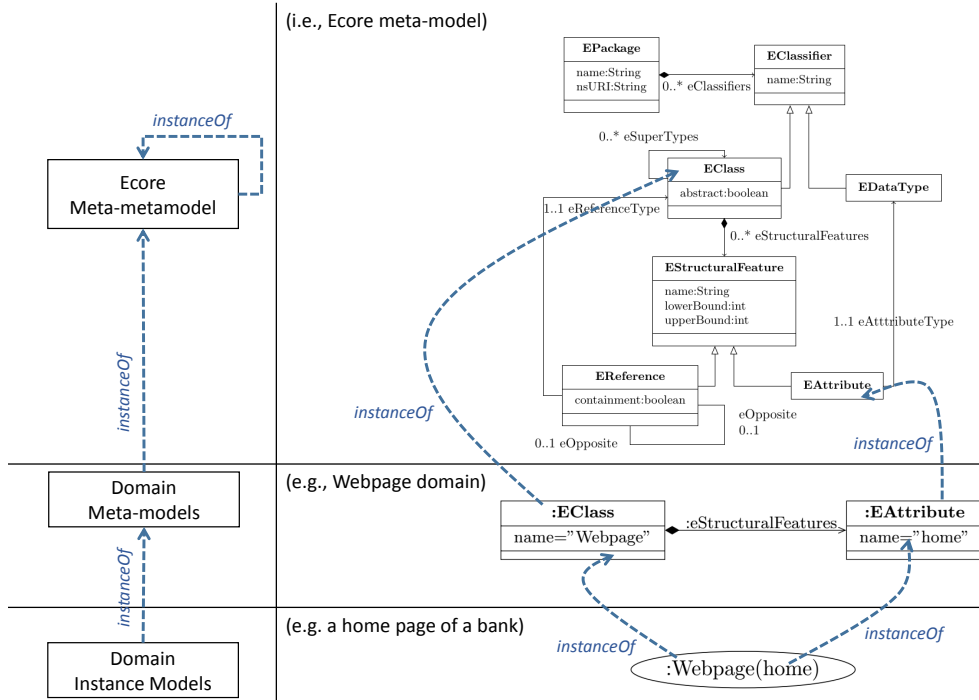 (i.e., Ecore meta-model)
EPackage
name:String
nsURI:String
0..* eClassifiers
EClassifier
name:String
instanceOf
Ecore
Meta-metamodel
0..* eSuperTypes
EClass
abstract:boolean
EDataType
1..1 eReferenceType
0..* eStructuralFeatures
EStructuralFeature
name:String
lowerBound:int
upperBound:int
1..1 eAtttributeType
instanceOf
EReference
containment:boolean
EAttribute
instanceOf
eOpposite
0..1
0..1 eOpposite
instanceOf
Domain
Meta-models
(e.g., Webpage domain)
:EClass
name="Webpage"
:eStructuralFeatures
:EAttribute
name="home"
instanceOf
(e.g. a home page of a bank)
instanceOf
instanceOf
Domain
Instance Models
:Webpage(home)